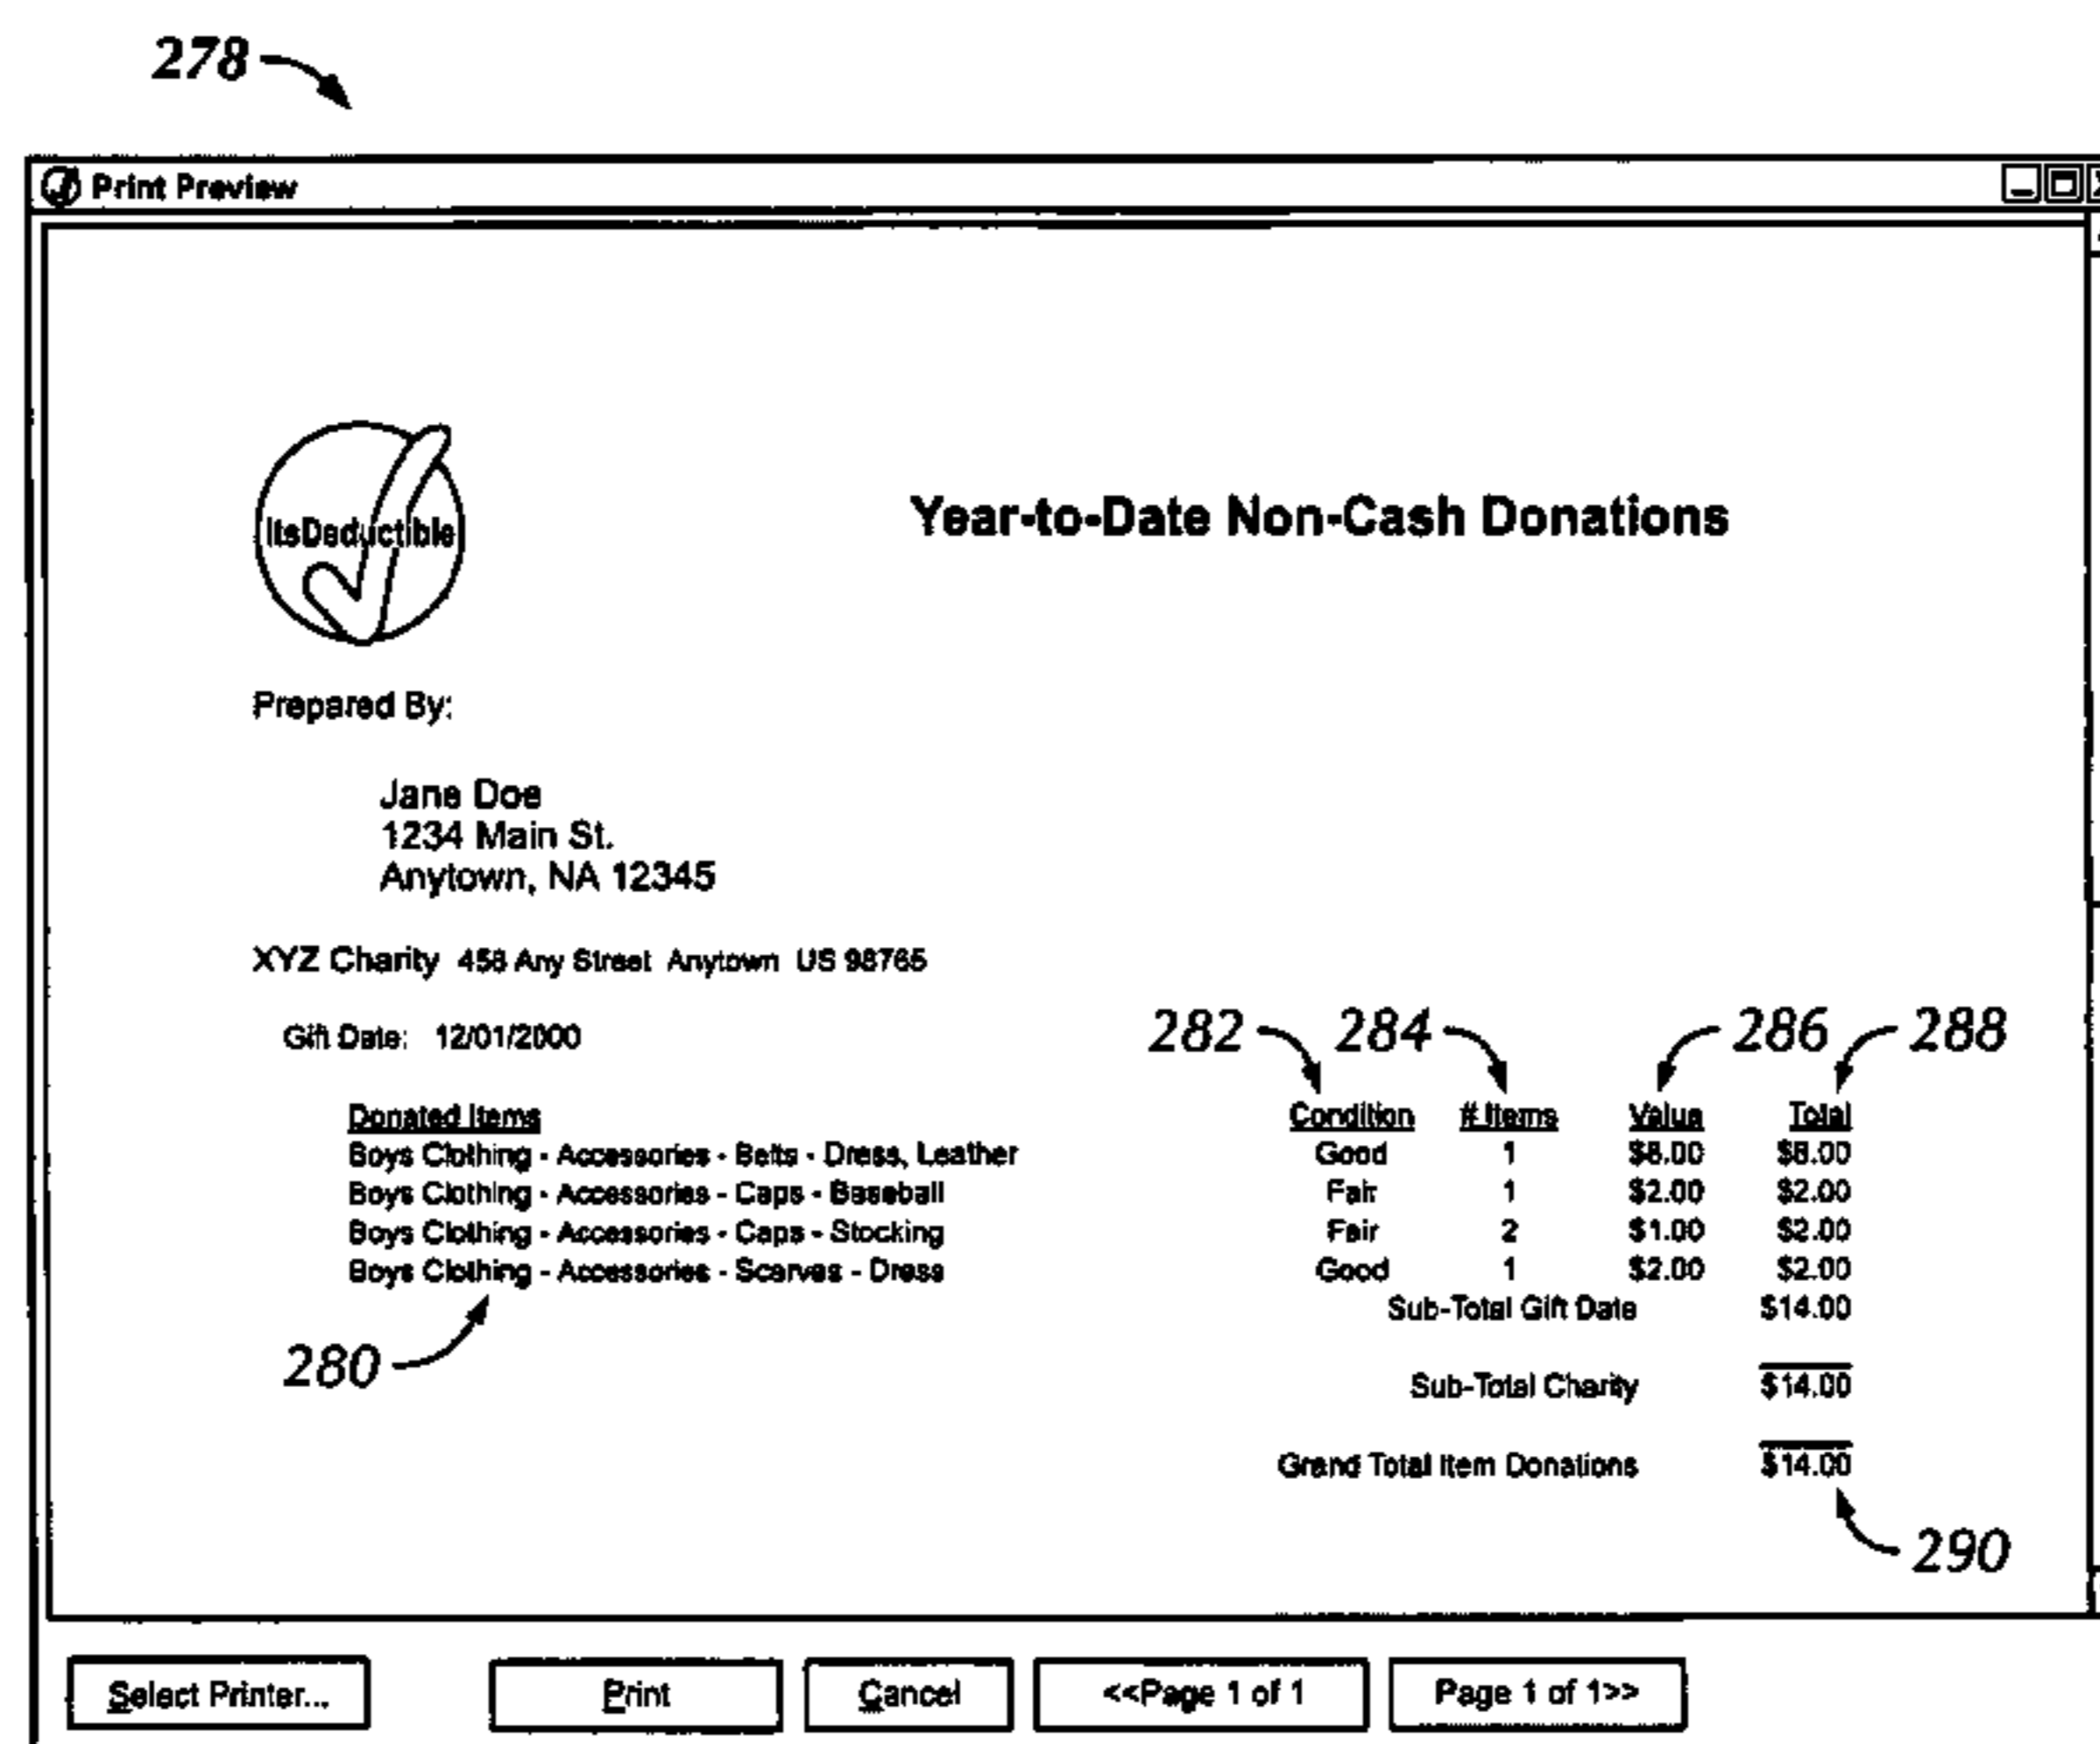 278
Print Preview
ItsDeductible
Year-to-Date Non-Cash Donations
Prepared By:
Jane Doe
1234 Main St.
Anytown, NA 12345
XYZ Charity 456 Any Street Anytown US 98765
Gift Date: 12/01/2000
282 284 286 288
Donated Items Condition # Items Value Total
Boys Clothing - Accessories - Belts - Dress, Leather Good 1 $8.00 $8.00
Boys Clothing - Accessories - Caps - Baseball Fair 1 $2.00 $2.00
Boys Clothing - Accessories - Caps - Stocking Fair 2 $1.00 $2.00
Boys Clothing - Accessories - Scarves - Dress Good 1 $2.00 $2.00
Sub-Total Gift Date $14.00
280
Sub-Total Charity $14.00
Grand Total Item Donations $14.00
290
Select Printer... Print Cancel <<Page 1 of 1 Page 1 of 1>>